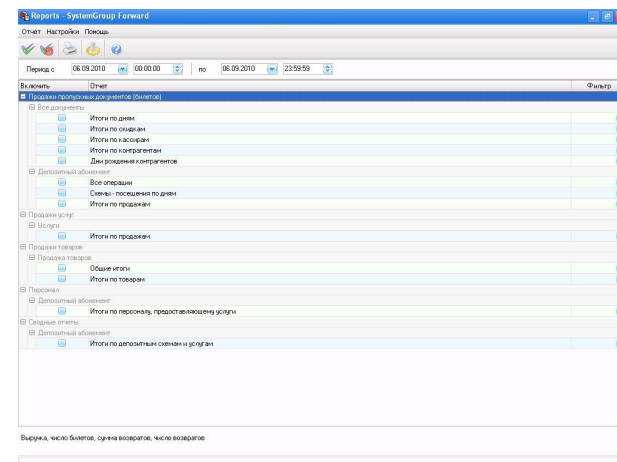 Reports - SystemGroup Forward
Отчет Настройки Помощь
Период с 06.09.2010 00:00:00 по 06.09.2010 23:59:59
Включить Отчет Фильтр
Продажи пропускных документов (билетов)
Все документы
Итоги по дням
Итоги по скидкам
Итоги по кассирам
Итоги по контрагентам
Дни рождения контрагентов
Депозитный абонемент
Все операции
Схемы - посещения по дням
Итоги по продажам
Продажи услуг
Услуги
Итоги по продажам
Продажи товаров
Продажа товаров
Общие итоги
Итоги по товарам
Персонал
Депозитный абонемент
Итоги по персоналу, предоставляющему услуги
Сводные отчеты
Депозитный абонемент
Итоги по депозитным схемам и услугам
Выручка, число билетов, сумма возвратов, число возвратов